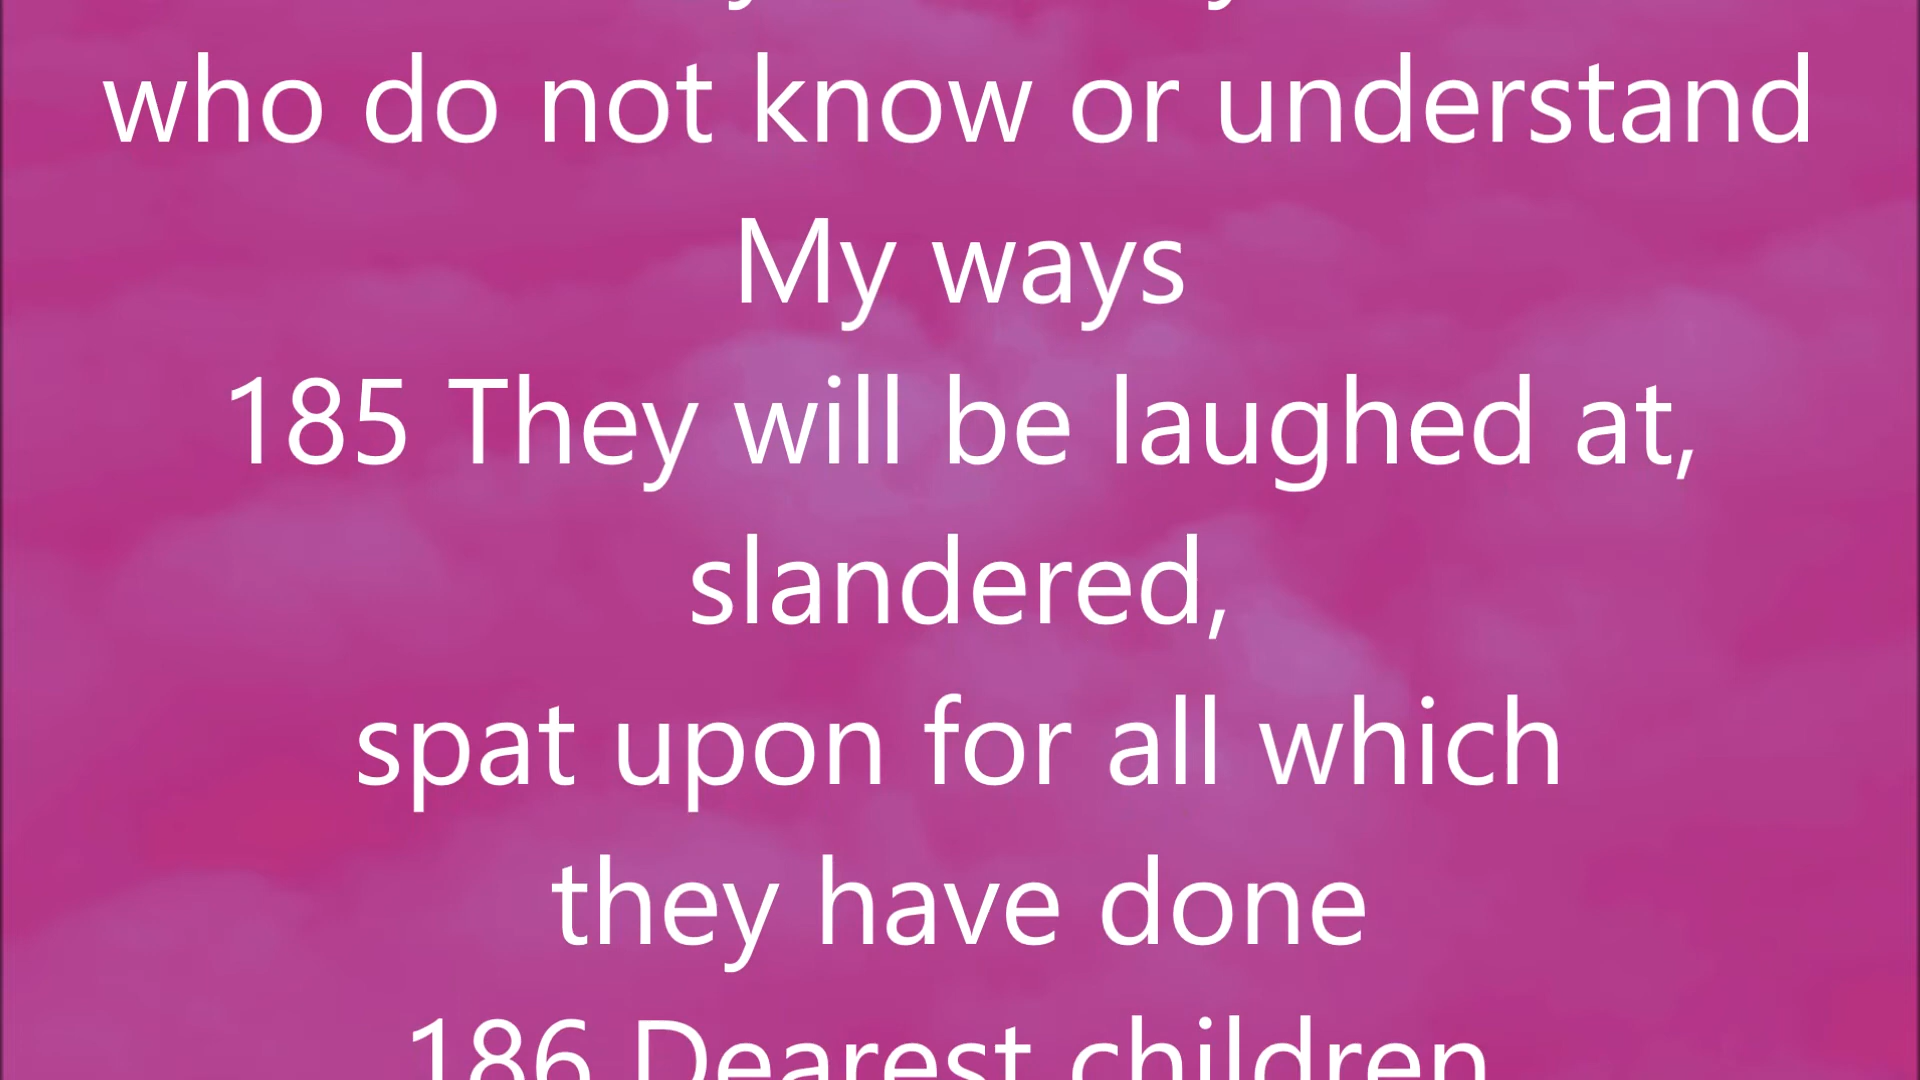 who do not know or understand
My ways
185 They will be laughed at,
slandered,
spat upon for all which
they have done
186 Dearest children